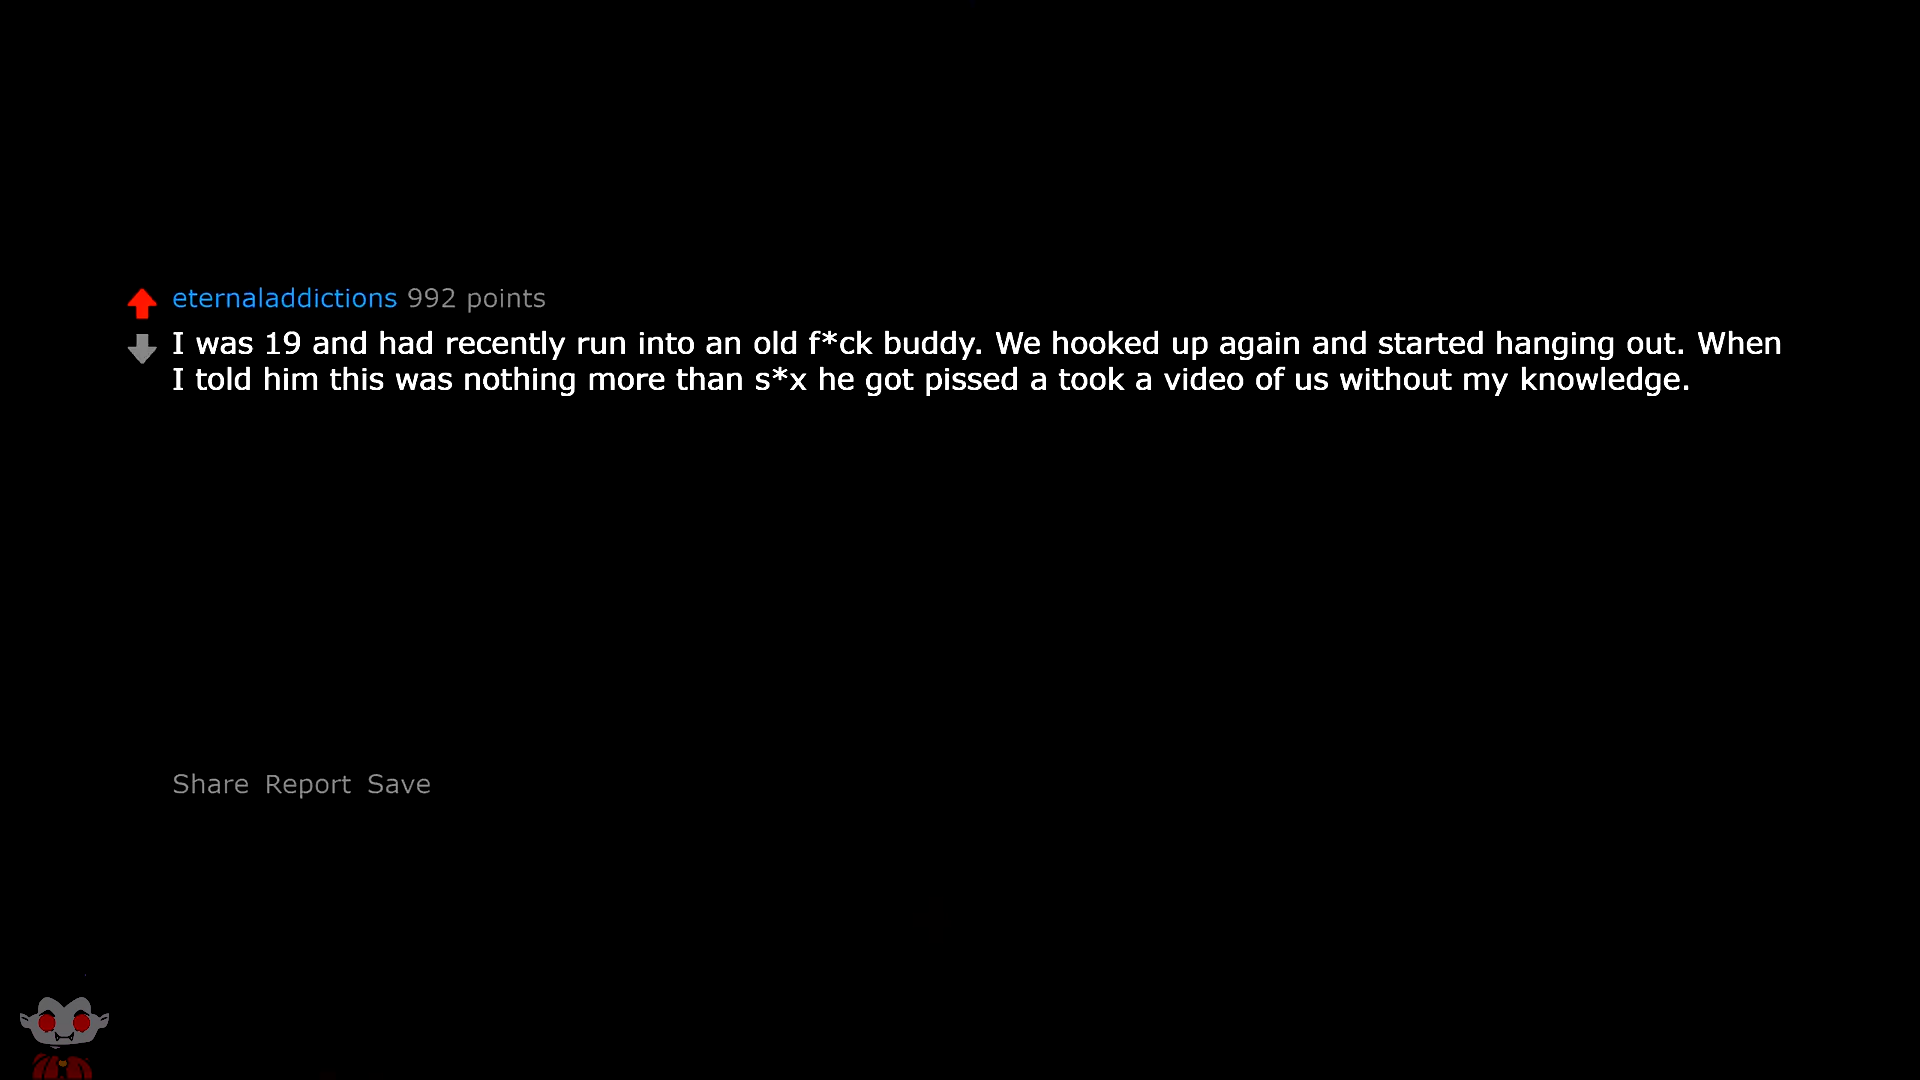 eternaladdictions 992 points
I was 19 and had recently run into an old f*ck buddy. We hooked up again and started hanging out. When
I told him this was nothing more than s*x he got pissed a took a video of us without my knowledge.
Share Report Save